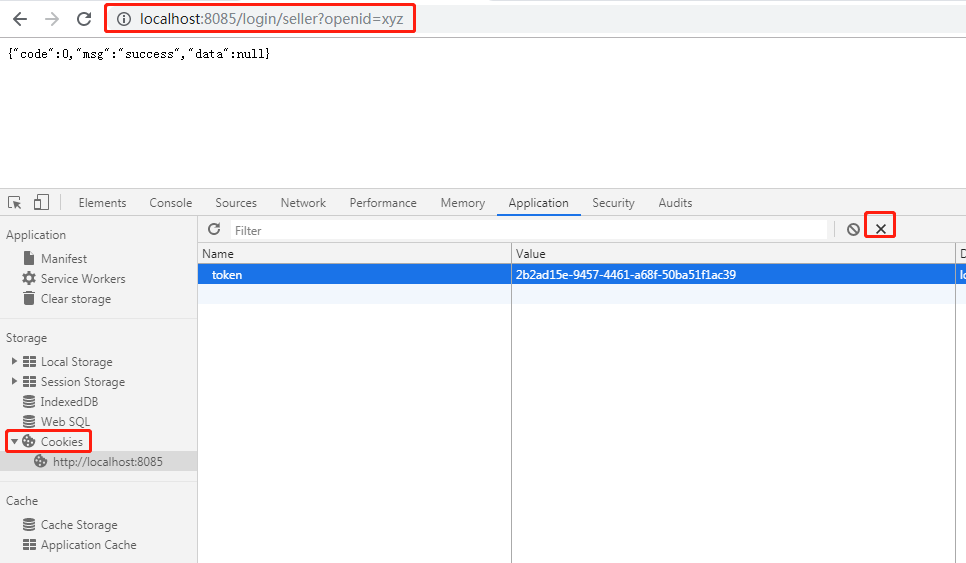 localhost:8085/login/seller?openid=xyz
{"code":0,"msg":"success","data":null}
Elements Console Sources Network Performance Memory Application Security Audits
Application
Manifest
Service Workers
Clear storage
Storage
Local Storage
Session Storage
IndexedDB
Web SQL
Cookies
http://localhost:8085
Cache
Cache Storage
Application Cache
Filter
Name Value
token 2b2ad15e-9457-4461-a68f-50ba51f1ac39